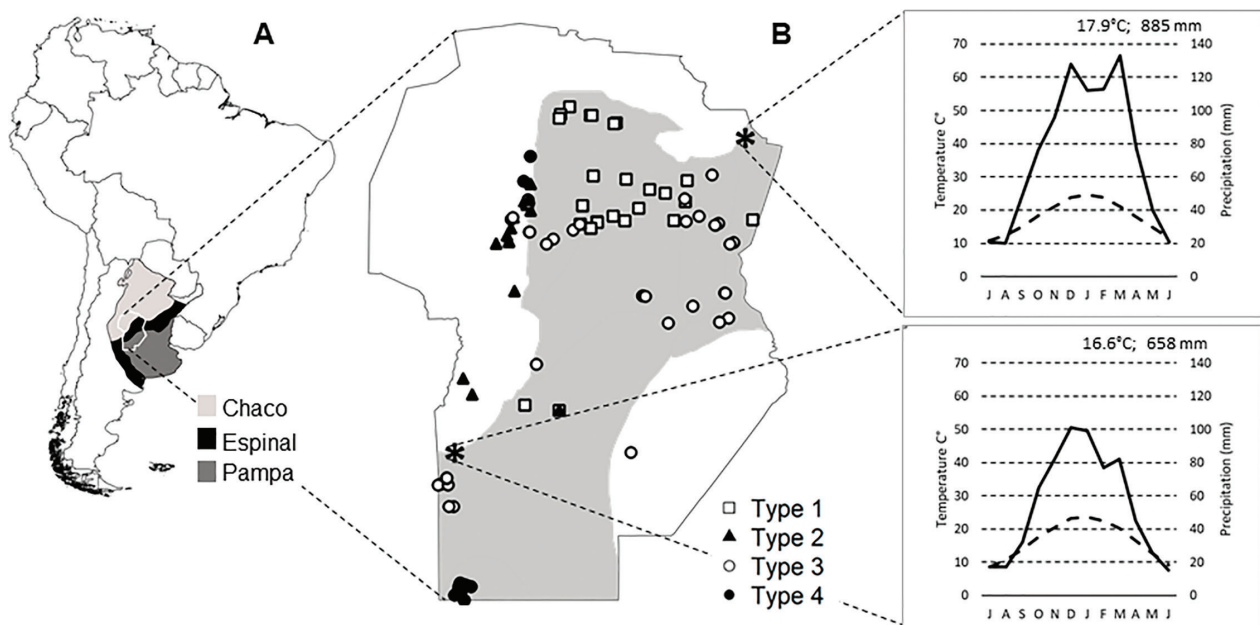 A
B
Chaco
Espinal
Pampa
Type 1
Type 2
Type 3
Type 4
17.9°C; 885 mm
Temperature C°
70
60
50
40
30
20
10
0
140
120
100
80
60
40
20
0
Precipitation (mm)
J A S O N D J F M A M J
16.6°C; 658 mm
Temperature C°
70
60
50
40
30
20
10
0
140
120
100
80
60
40
20
0
Precipitation (mm)
J A S O N D J F M A M J